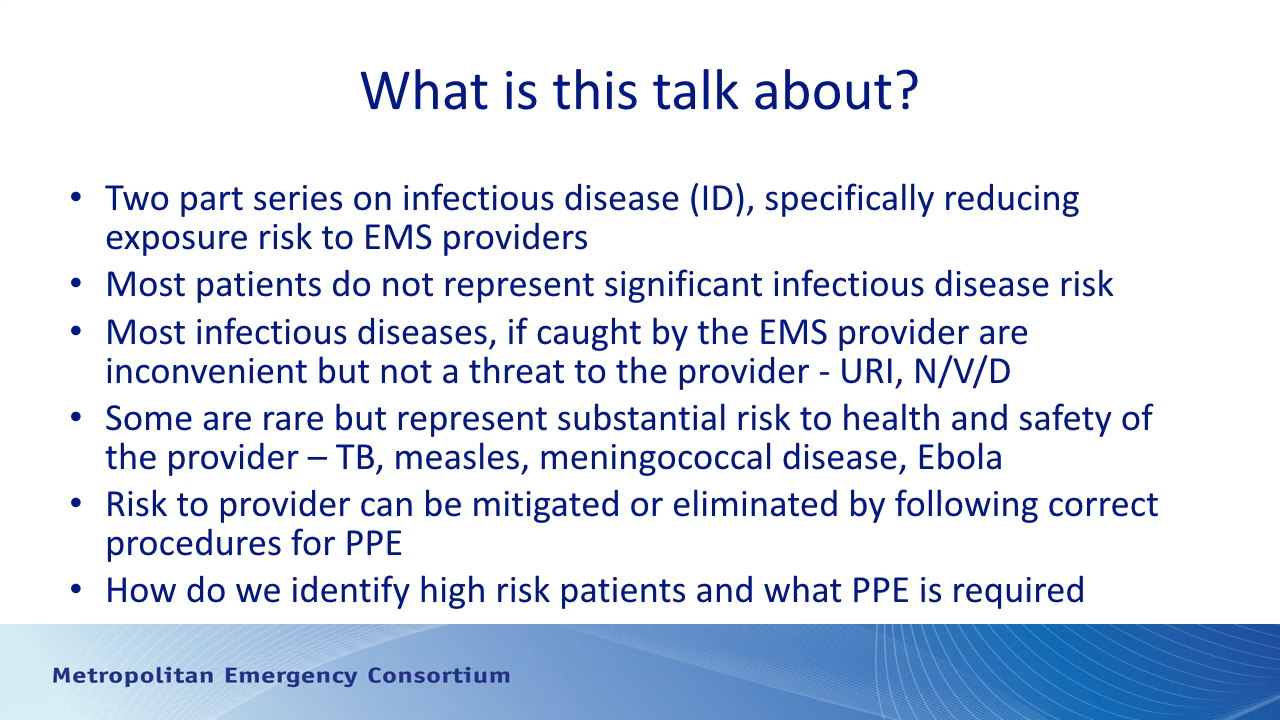 What is this talk about?
• Two part series on infectious disease (ID), specifically reducing
exposure risk to EMS providers
• Most patients do not represent significant infectious disease risk
• Most infectious diseases, if caught by the EMS provider are
inconvenient but not a threat to the provider - URI, N/V/D
• Some are rare but represent substantial risk to health and safety of
the provider – TB, measles, meningococcal disease, Ebola
• Risk to provider can be mitigated or eliminated by following correct
procedures for PPE
• How do we identify high risk patients and what PPE is required
Metropolitan Emergency Consortium